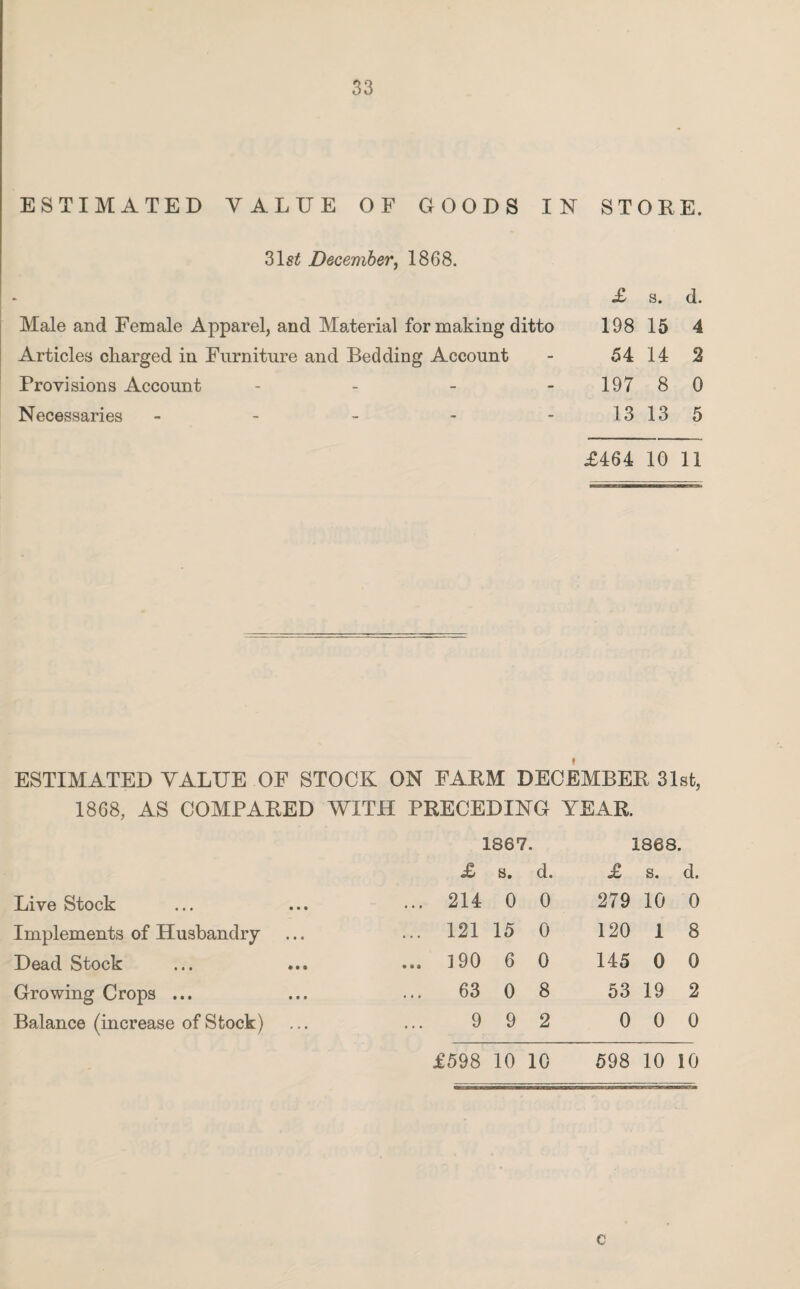 33
ESTIMATED VALUE OF GOODS IN STORE.
31st December, 1868.
£ s. d.
Male and Female Apparel, and Material for making ditto 198 15 4
Articles charged in Furniture and Bedding Account - 54 14 2
Provisions Account - - - - 197 8 0
Necessaries - - - - - 13 13 5
£464 10 11
ESTIMATED VALUE OF STOCK ON FARM DECEMBER 31st,
1868, AS COMPARED WITH PRECEDING YEAR.
1867. 1868.
£ s. d. £ s. d.
Live Stock ... ... ... 214 0 0 279 10 0
Implements of Husbandry ... ... 121 15 0 120 1 8
Dead Stock ... ... ... 190 6 0 145 0 0
Growing Crops ... ... ... 63 0 8 53 19 2
Balance (increase of Stock) ... ... 9 9 2 0 0 0
£598 10 10 598 10 10
C